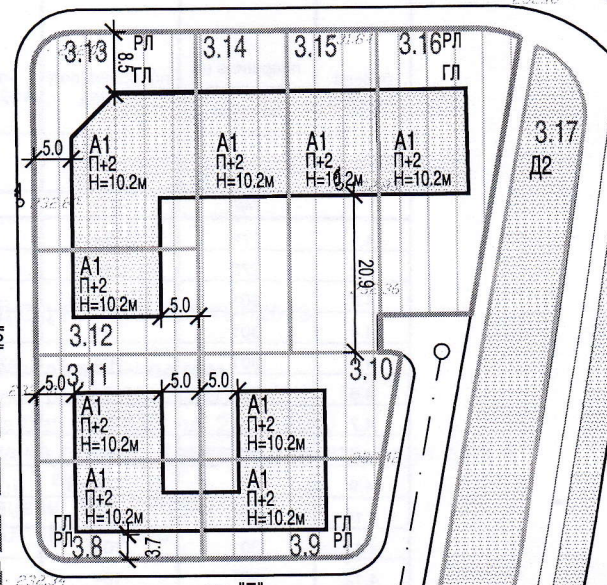 3.13
РЛ
3.14
3.15
3.16
РЛ
8.5
ГЛ
ГЛ
3.17
Д2
5.0
А1
П+2
Н=10.2м
А1
П+2
Н=10.2м
А1
П+2
Н=10.2м
А1
П+2
Н=10.2м
А1
П+2
Н=10.2м
20.9
5.0
3.12
3.11
3.10
5.0
5.0
5.0
А1
П+2
Н=10.2м
А1
П+2
Н=10.2м
А1
П+2
Н=10.2м
А1
П+2
Н=10.2м
ГЛ
РЛ
3.8
3.7
3.9
ГЛ
РЛ
232.34